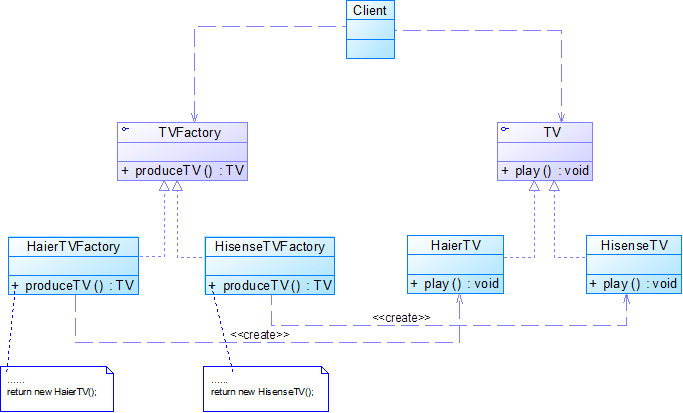 Client
TVFactory
+ produceTV () : TV
TV
+ play () : void
HaierTVFactory
+ produceTV () : TV
HisenseTVFactory
+ produceTV () : TV
HaierTV
+ play () : void
HisenseTV
+ play () : void
<<create>>
<<create>>
......
return new HaierTV();
......
return new HisenseTV();